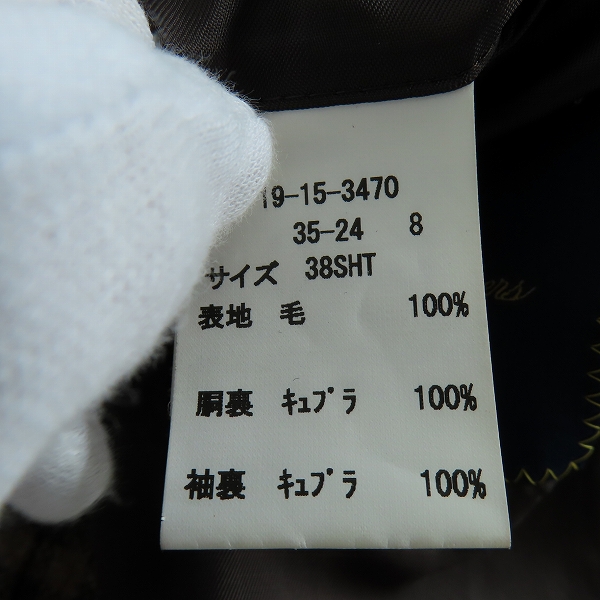 19-15-3470
35-24 8
サイズ 38SHT
表地 毛 100%
胴裏 ｷｭﾌﾟﾗ 100%
袖裏 ｷｭﾌﾟﾗ 100%